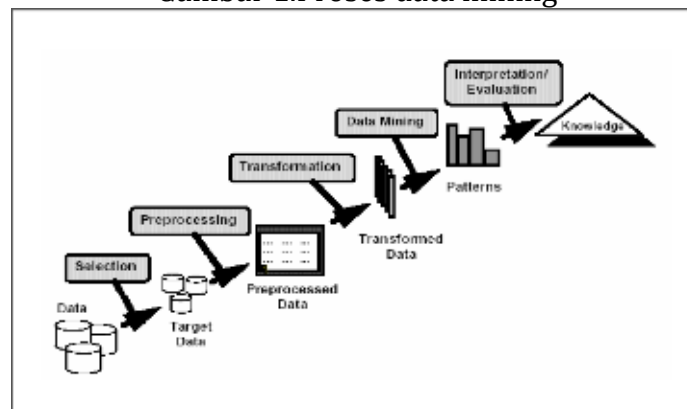 Interpretation/
Evaluation
Data Mining
Knowledge
Transformation
Patterns
Preprocessing
Transformed
Data
Selection
Preprocessed
Data
Data
Target
Data